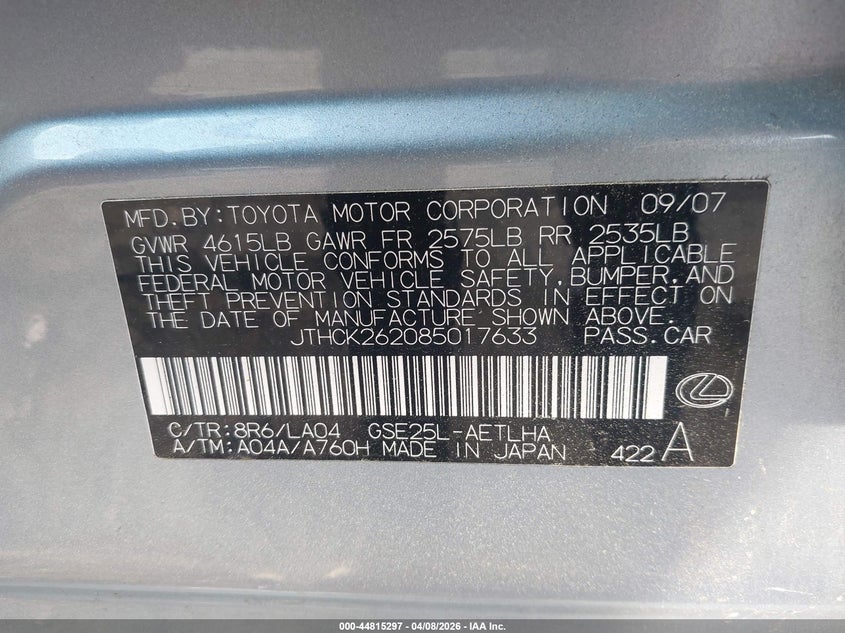 MFD.BY:TOYOTA MOTOR CORPORATION 09/07
GVWR 4615LB GAWR FR 2575LB RR 2535LB
THIS VEHICLE CONFORMS TO ALL APPLICABLE
FEDERAL MOTOR VEHICLE SAFETY,BUMPER,AND
THEFT PREVENTION STANDARDS IN EFFECT ON
THE DATE OF MANUFACTURE SHOWN ABOVE.
JTHCK262085017633 PASS.CAR
C/TR:8R6/LA04 GSE25L-AETLHA
A/TM:A04A/A760H MADE IN JAPAN 422 A
000-44815297 - 04/08/2026 - IAA Inc.